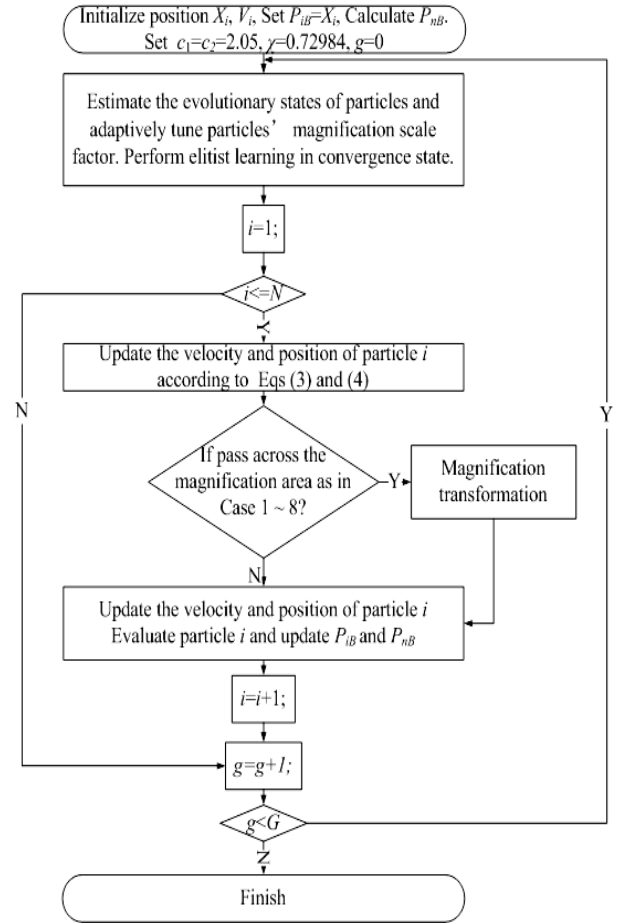 Initialize position Xi, Vi, Set PiB=Xi, Calculate PnB.
Set c1=c2=2.05, χ=0.72984, g=0
Estimate the evolutionary states of particles and
adaptively tune particles’ magnification scale
factor. Perform elitist learning in convergence state.
i=1;
i<=N
Y
N
Update the velocity and position of particle i
according to Eqs (3) and (4)
If pass across the
magnification area as in
Case 1 ~ 8?
Y
Magnification
transformation
N
Update the velocity and position of particle i
Evaluate particle i and update PiB and PnB
i=i+1;
g=g+1;
g<G
Y
N
Finish